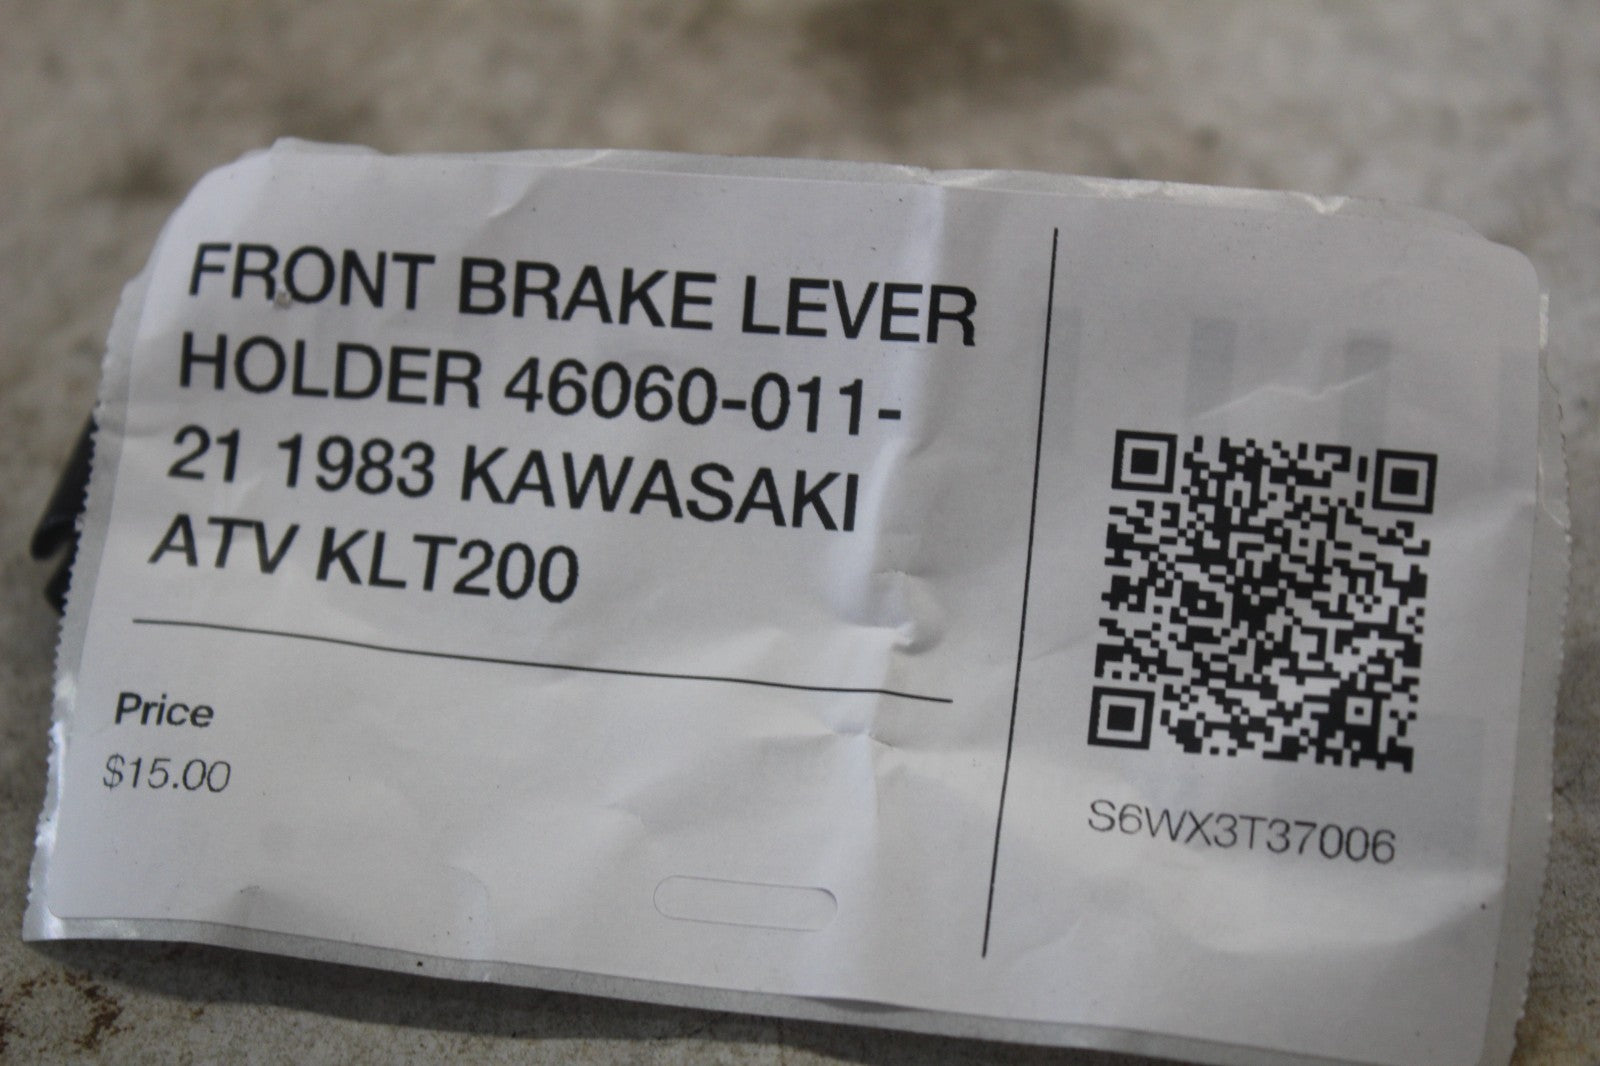 FRONT BRAKE LEVER
HOLDER 46060-011-
21 1983 KAWASAKI
ATV KLT200
Price
$15.00
S6WX3T37006